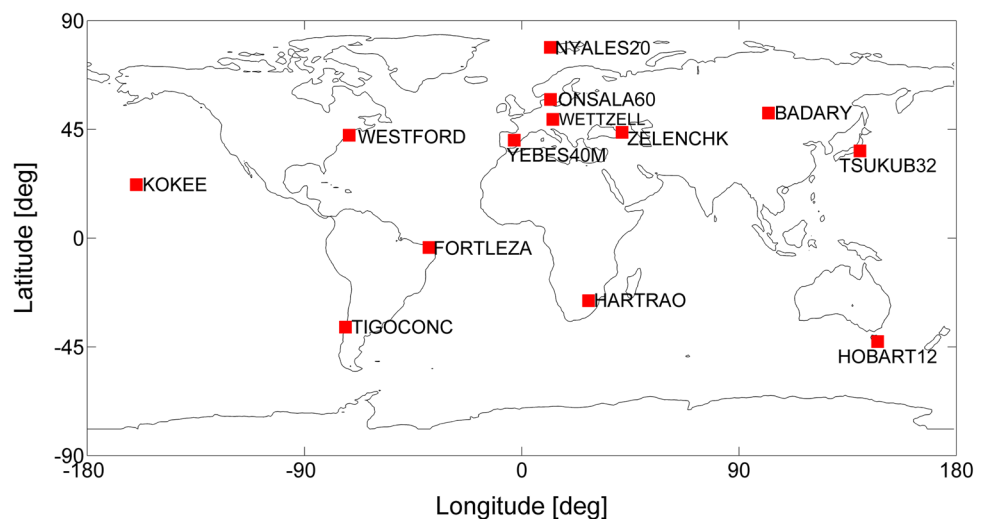 90
NYALES20
ONSALA60
BADARY
WETTZELL
45
WESTFORD
ZELENCHK
YEBES40M
TSUKUB32
KOKEE
0
FORTLEZA
HARTRAO
TIGOCONC
-45
HOBART12
-90
-180
-90
0
90
180
Longitude [deg]
Latitude [deg]